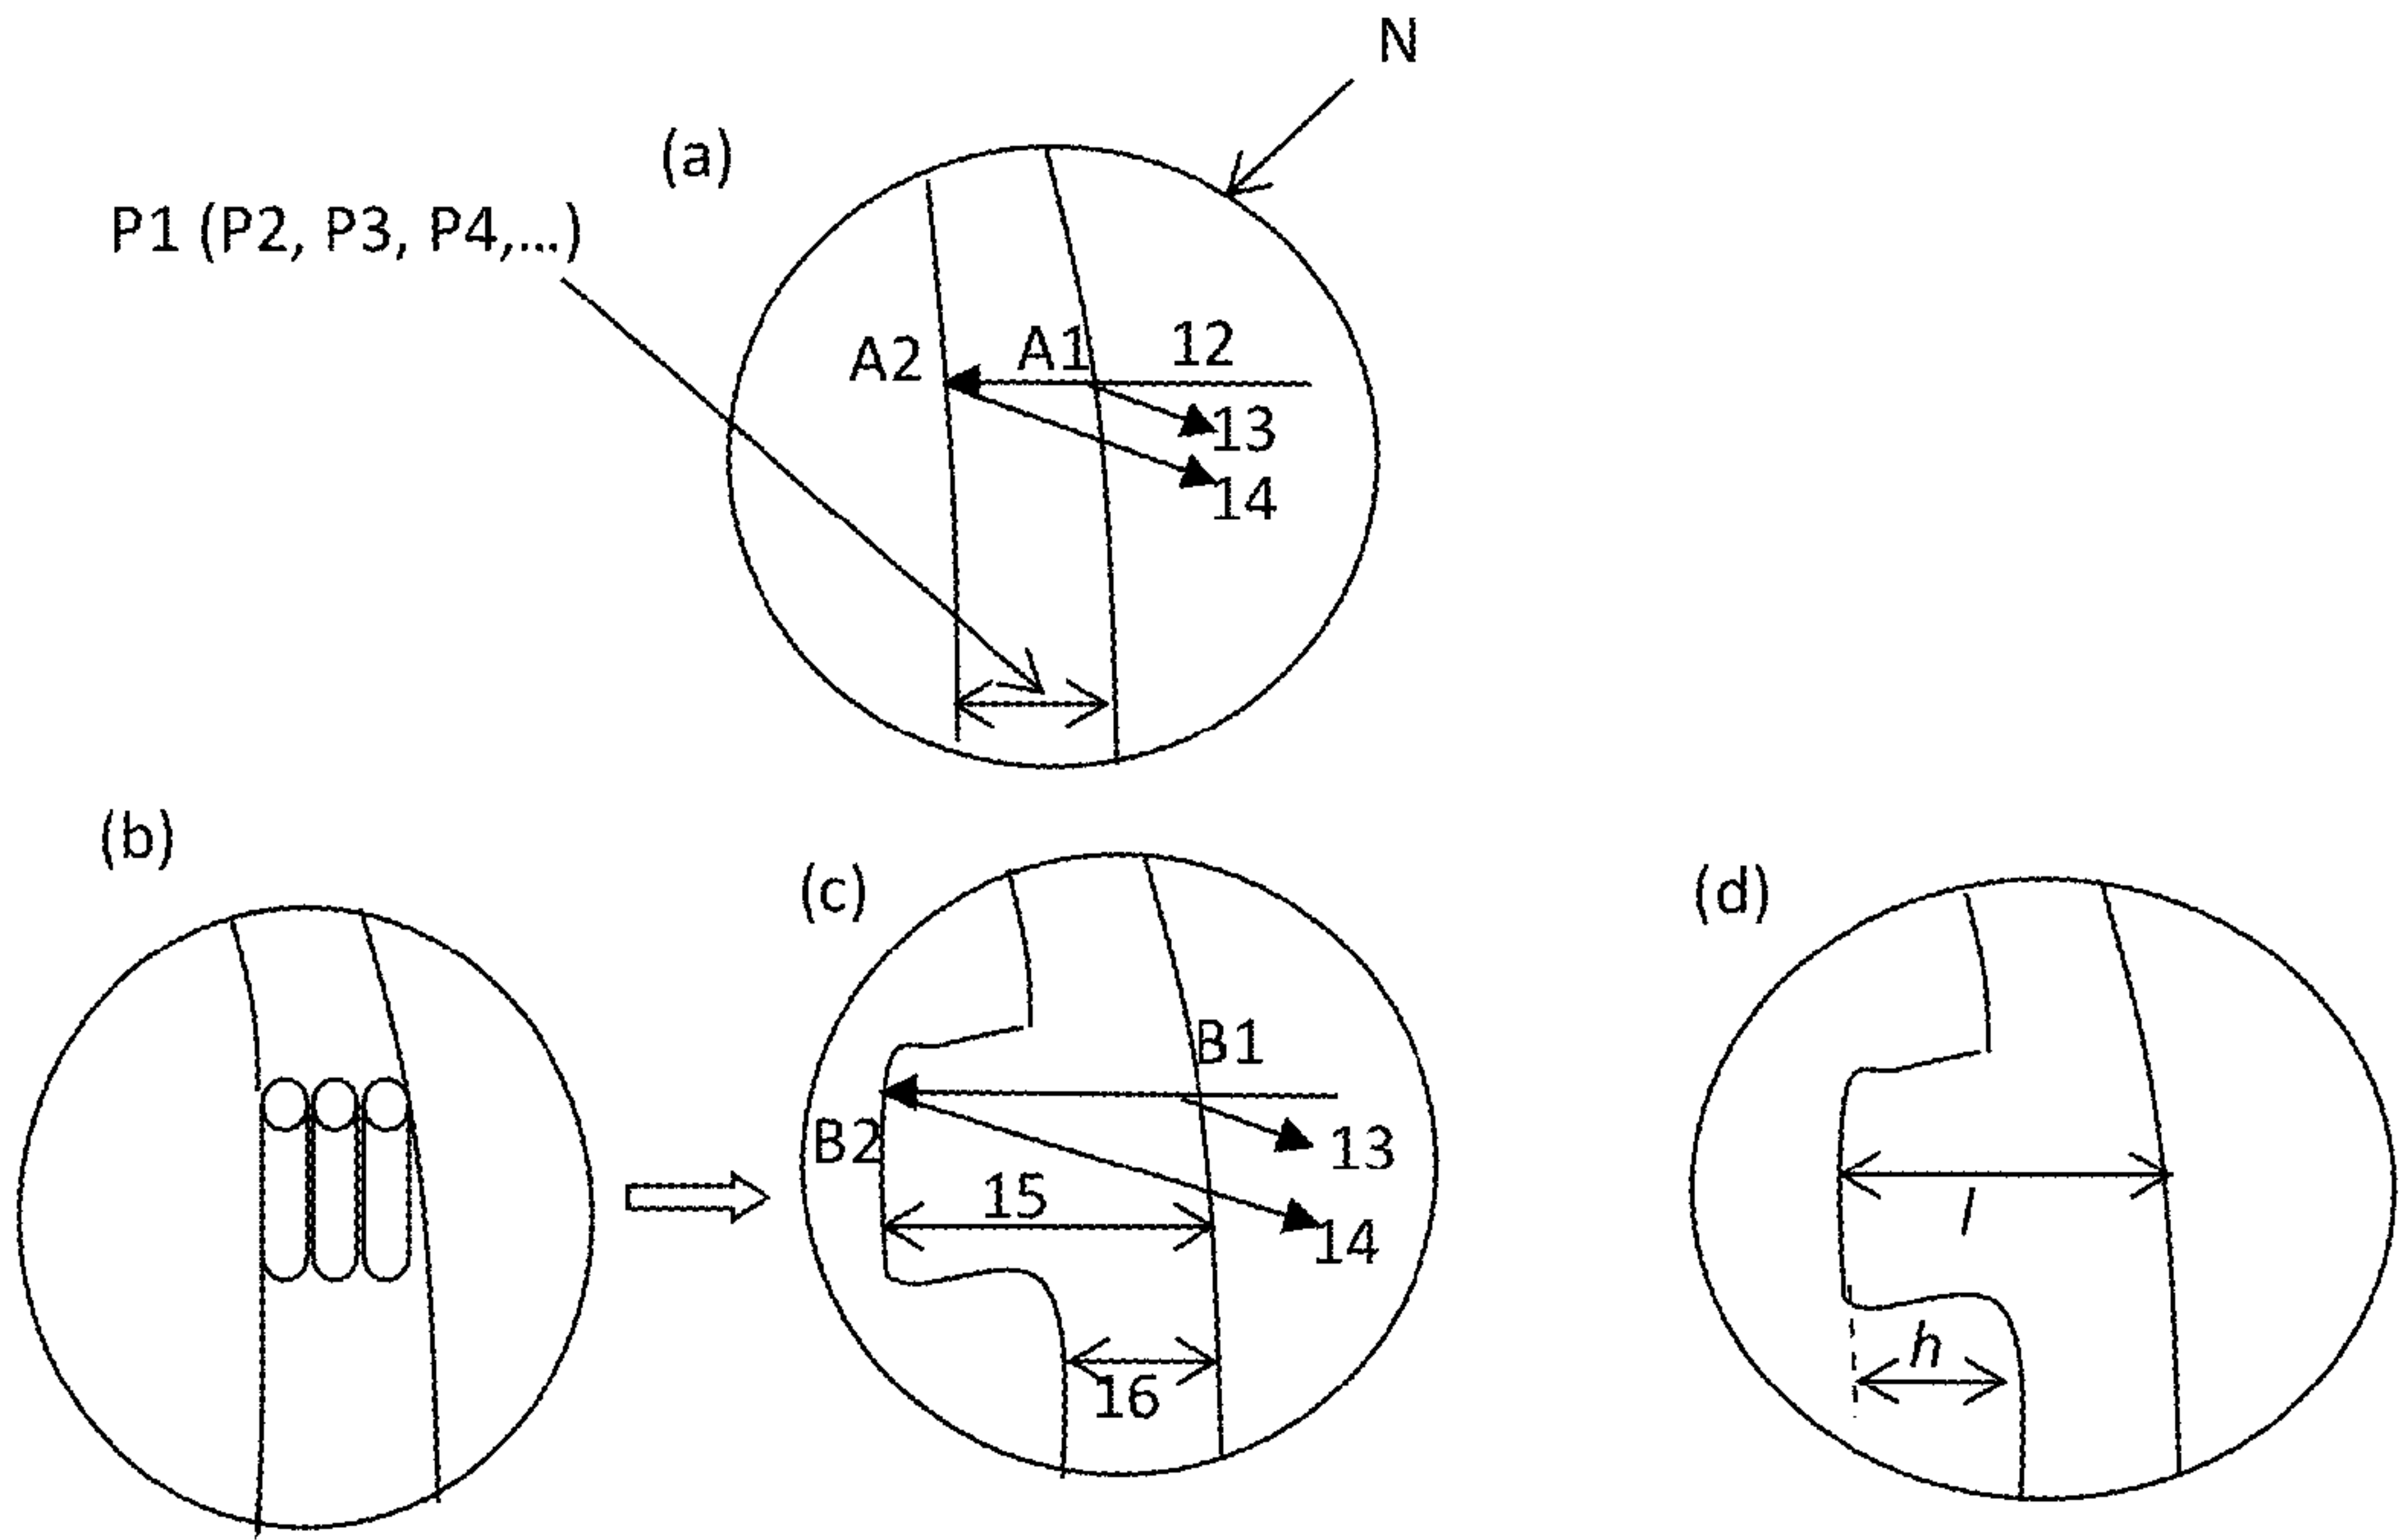 N
(a)
P1 (P2, P3, P4,...)
A2 A1 12
13
14
(b)
(c)
(d)
B1
B2
13
15
14
l
h
16